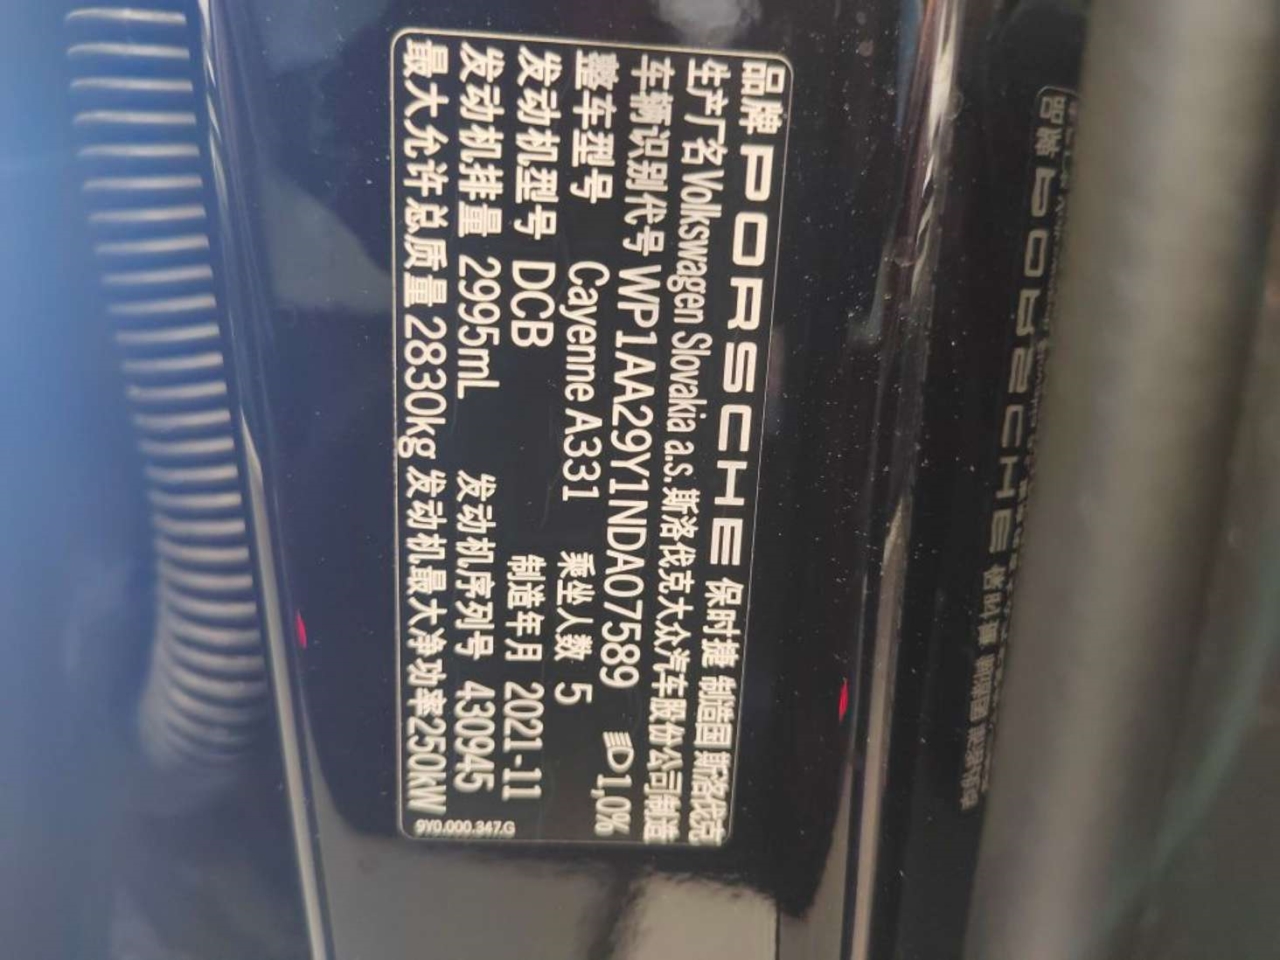 品牌 PORSCHE 保时捷 制造国 斯洛伐克
生产厂名 Volkswagen Slovakia a.s. 斯洛伐克大众汽车股份公司制造
车辆识别代号 WP1AA29Y1NDA07589 1,0%
整车型号 Cayenne A331 乘坐人数 5
发动机型号 DCB 制造年月 2021-11
发动机排量 2995mL 发动机序列号 430945
最大允许总质量 2830kg 发动机最大净功率250kW
9Y0.000.347.G